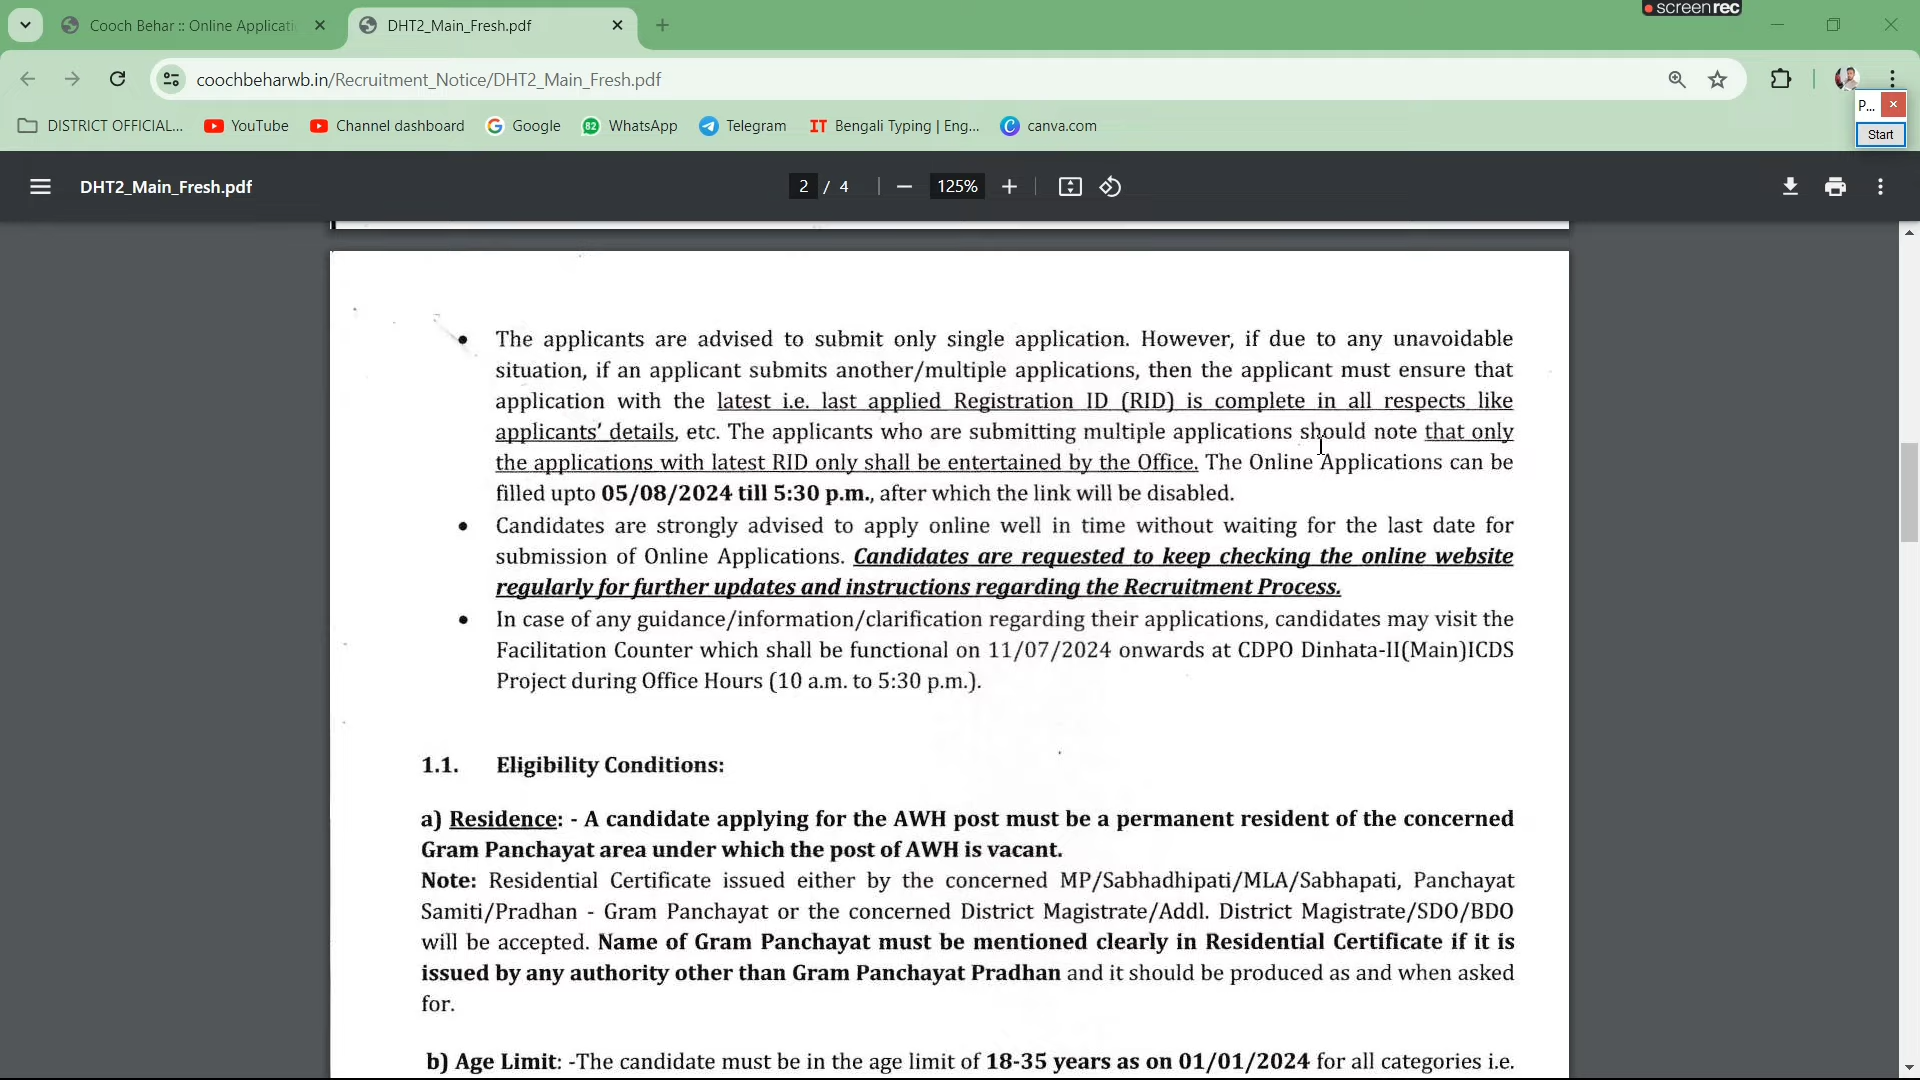 screenrec
Cooch Behar :: Online Applicati
DHT2_Main_Fresh.pdf
coochbeharwb.in/Recruitment_Notice/DHT2_Main_Fresh.pdf
P...
DISTRICT OFFICIAL...
YouTube
Channel dashboard
Google
82
WhatsApp
Telegram
IT
Bengali Typing | Eng...
canva.com
Start
DHT2_Main_Fresh.pdf
2 / 4
125%
• The applicants are advised to submit only single application. However, if due to any unavoidable
situation, if an applicant submits another/multiple applications, then the applicant must ensure that
application with the latest i.e. last applied Registration ID (RID) is complete in all respects like
applicants’ details, etc. The applicants who are submitting multiple applications should note that only
the applications with latest RID only shall be entertained by the Office. The Online Applications can be
filled upto 05/08/2024 till 5:30 p.m., after which the link will be disabled.
• Candidates are strongly advised to apply online well in time without waiting for the last date for
submission of Online Applications. Candidates are requested to keep checking the online website
regularly for further updates and instructions regarding the Recruitment Process.
• In case of any guidance/information/clarification regarding their applications, candidates may visit the
Facilitation Counter which shall be functional on 11/07/2024 onwards at CDPO Dinhata-II(Main)ICDS
Project during Office Hours (10 a.m. to 5:30 p.m.).
1.1. Eligibility Conditions:
a) Residence: - A candidate applying for the AWH post must be a permanent resident of the concerned
Gram Panchayat area under which the post of AWH is vacant.
Note: Residential Certificate issued either by the concerned MP/Sabhadhipati/MLA/Sabhapati, Panchayat
Samiti/Pradhan - Gram Panchayat or the concerned District Magistrate/Addl. District Magistrate/SDO/BDO
will be accepted. Name of Gram Panchayat must be mentioned clearly in Residential Certificate if it is
issued by any authority other than Gram Panchayat Pradhan and it should be produced as and when asked
for.
b) Age Limit: -The candidate must be in the age limit of 18-35 years as on 01/01/2024 for all categories i.e.